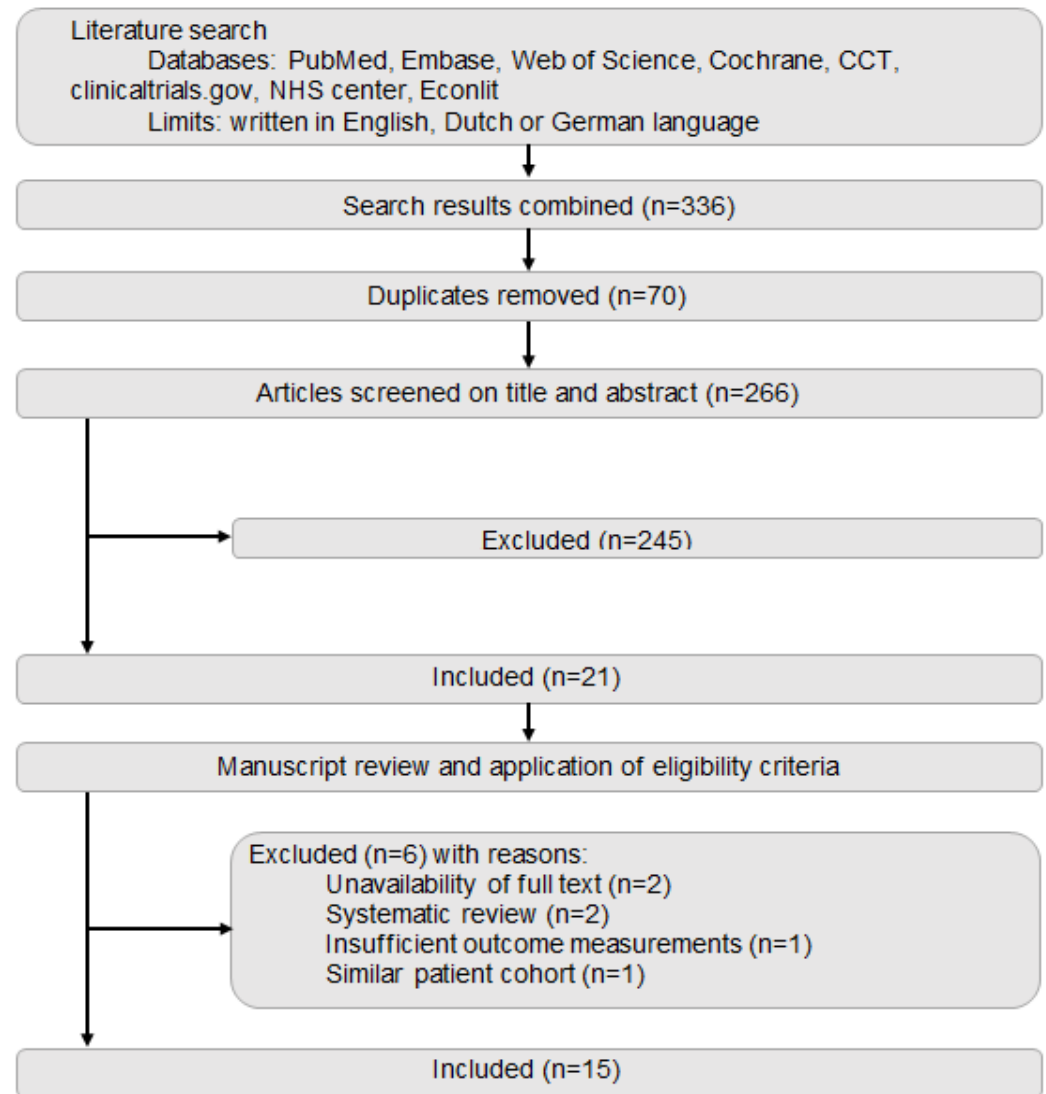 Literature search
Databases: PubMed, Embase, Web of Science, Cochrane, CCT,
clinicaltrials.gov, NHS center, Econlit
Limits: written in English, Dutch or German language
Search results combined (n=336)
Duplicates removed (n=70)
Articles screened on title and abstract (n=266)
Excluded (n=245)
Included (n=21)
Manuscript review and application of eligibility criteria
Excluded (n=6) with reasons:
Unavailability of full text (n=2)
Systematic review (n=2)
Insufficient outcome measurements (n=1)
Similar patient cohort (n=1)
Included (n=15)